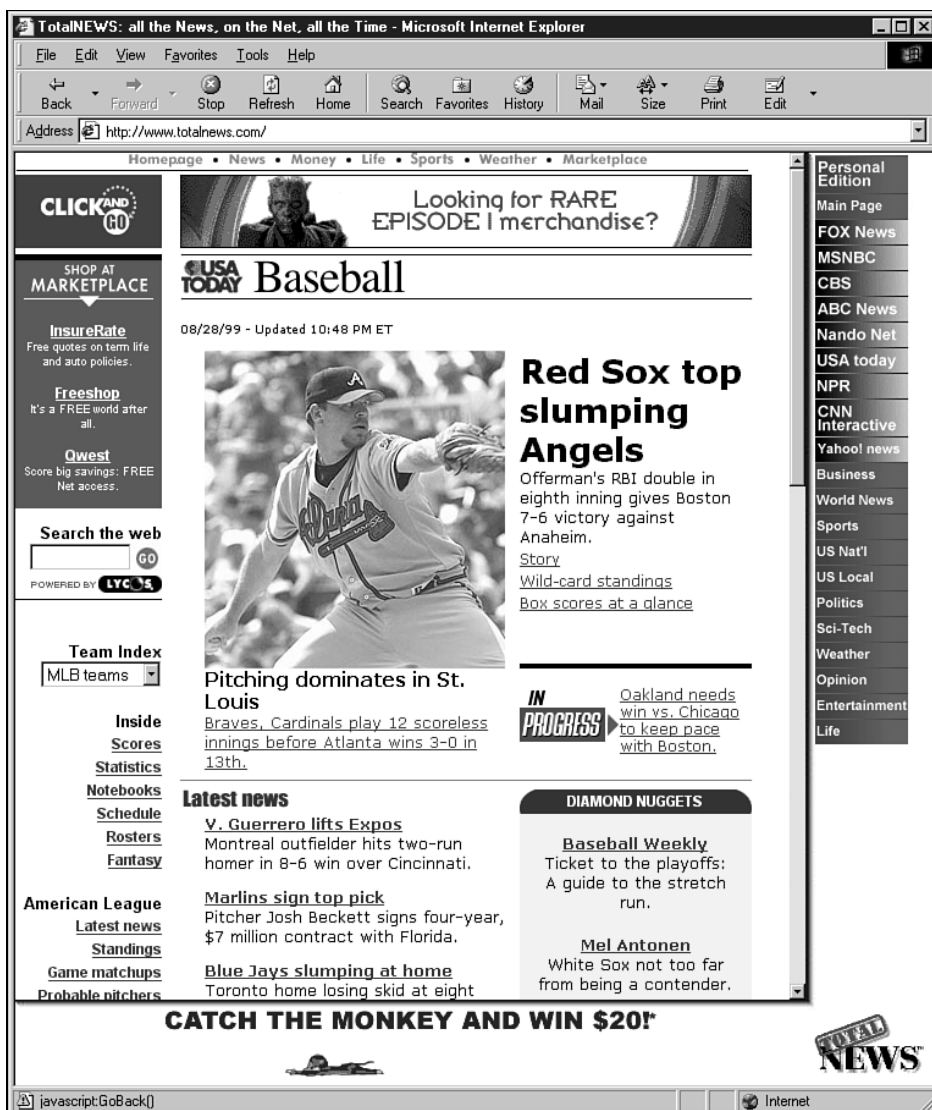 TotalNEWS: all the News, on the Net, all the Time - Microsoft Internet Explorer
File Edit View Favorites Tools Help
Back Forward Stop Refresh Home Search Favorites History Mail Size Print Edit
Address http://www.totalnews.com/
Homepage • News • Money • Life • Sports • Weather • Marketplace
CLICK AND GO
Looking for RARE
EPISODE I merchandise?
SHOP AT
MARKETPLACE
InsureRate
Free quotes on term life
and auto policies.
Freeshop
It's a FREE world after
all.
Qwest
Score big savings: FREE
Net access.
Search the web
GO
POWERED BY LYCOS
Team Index
MLB teams
Inside
Scores
Statistics
Notebooks
Schedule
Rosters
Fantasy
American League
Latest news
Standings
Game matchups
Probable pitchers
USA
TODAY Baseball
08/28/99 - Updated 10:48 PM ET
A
Braves
Pitching dominates in St.
Louis
Braves, Cardinals play 12 scoreless
innings before Atlanta wins 3-0 in
13th.
Red Sox top
slumping
Angels
Offerman's RBI double in
eighth inning gives Boston
7-6 victory against
Anaheim.
Story
Wild-card standings
Box scores at a glance
IN
PROGRESS
Oakland needs
win vs. Chicago
to keep pace
with Boston.
Latest news
V. Guerrero lifts Expos
Montreal outfielder hits two-run
homer in 8-6 win over Cincinnati.
Marlins sign top pick
Pitcher Josh Beckett signs four-year,
$7 million contract with Florida.
Blue Jays slumping at home
Toronto home losing skid at eight
DIAMOND NUGGETS
Baseball Weekly
Ticket to the playoffs:
A guide to the stretch
run.
Mel Antonen
White Sox not too far
from being a contender.
Personal
Edition
Main Page
FOX News
MSNBC
CBS
ABC News
Nando Net
USA today
NPR
CNN
Interactive
Yahoo! news
Business
World News
Sports
US Nat'l
US Local
Politics
Sci-Tech
Weather
Opinion
Entertainment
Life
CATCH THE MONKEY AND WIN $20!*
TOTAL
NEWS™
javascript:GoBack()
Internet